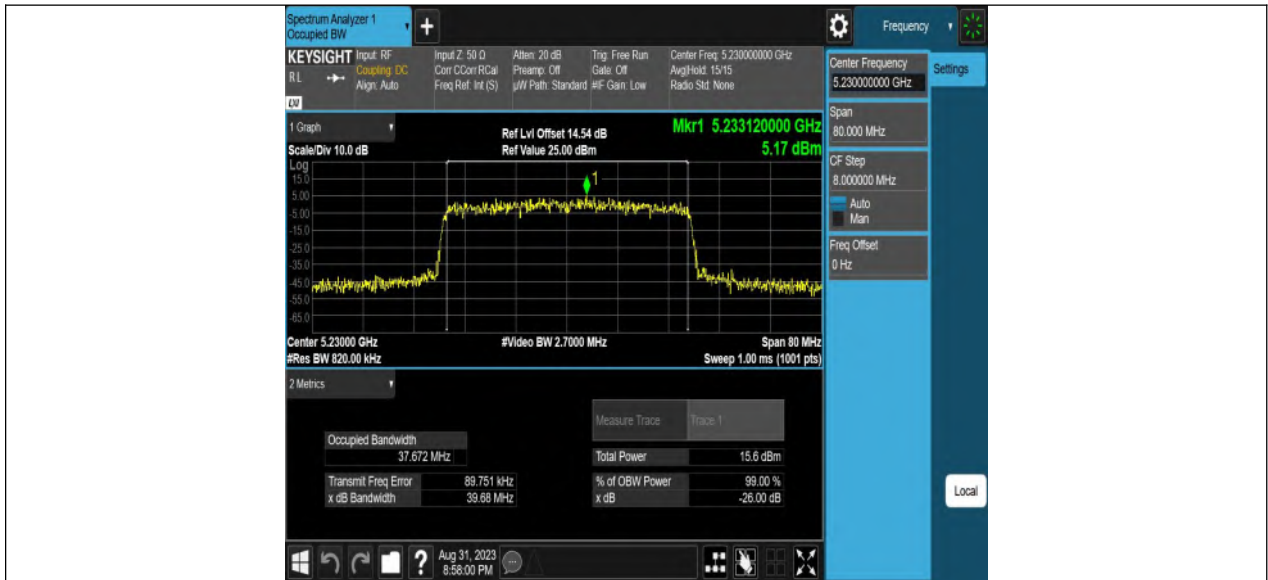 Spectrum Analyzer 1
Occupied BW
+
Frequency
KEYSIGHT
RL
LXI
Input: RF
Coupling: DC
Align: Auto
Input Z: 50 Ω
Corr CCorr RCal
Freq Ref: Int (S)
Atten: 20 dB
Preamp: Off
µW Path: Standard
Trig: Free Run
Gate: Off
#IF Gain: Low
Center Freq: 5.230000000 GHz
Avg|Hold: 15/15
Radio Std: None
Center Frequency
5.230000000 GHz
Settings
Span
80.000 MHz
CF Step
8.000000 MHz
Auto
Man
Freq Offset
0 Hz
Local
1 Graph
Scale/Div 10.0 dB
Ref Lvl Offset 14.54 dB
Ref Value 25.00 dBm
Mkr1 5.233120000 GHz
5.17 dBm
Log
15.0
5.00
-5.00
-15.0
-25.0
-35.0
-45.0
-55.0
-65.0
1
Center 5.23000 GHz
#Video BW 2.7000 MHz
Span 80 MHz
#Res BW 820.00 kHz
Sweep 1.00 ms (1001 pts)
2 Metrics
Measure Trace Trace 1
Occupied Bandwidth
37.672 MHz
Total Power 15.6 dBm
Transmit Freq Error 89.751 kHz
% of OBW Power 99.00 %
x dB Bandwidth 39.68 MHz
x dB -26.00 dB
?
Aug 31, 2023
8:58:00 PM